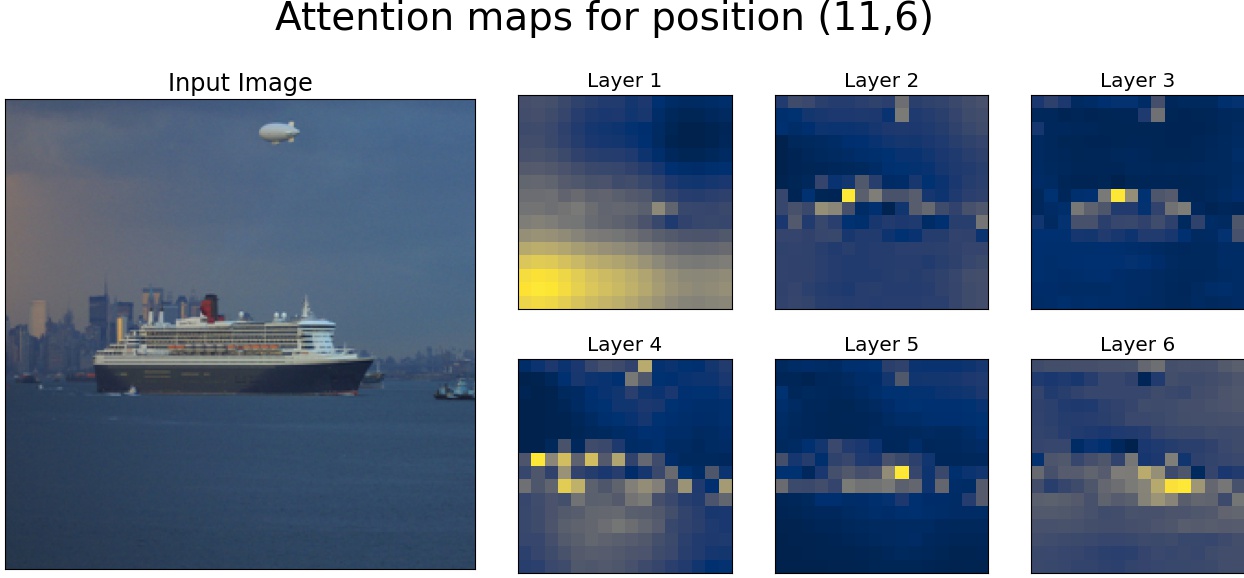 Attention maps for position (11,6)
Input Image
Layer 1
Layer 2
Layer 3
Layer 4
Layer 5
Layer 6